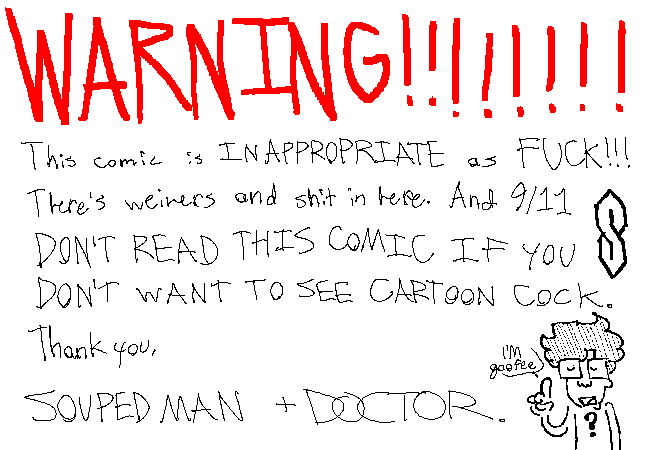 WARNING!!!!!!!!
This comic is INAPPROPRIATE as FUCK!!!
There's weiners and shit in here. And 9/11
DON'T READ THIS COMIC IF YOU
DON'T WANT TO SEE CARTOON COCK.
Thank you,
I'M
goofee
SOUPED MAN + DOCTOR.
?